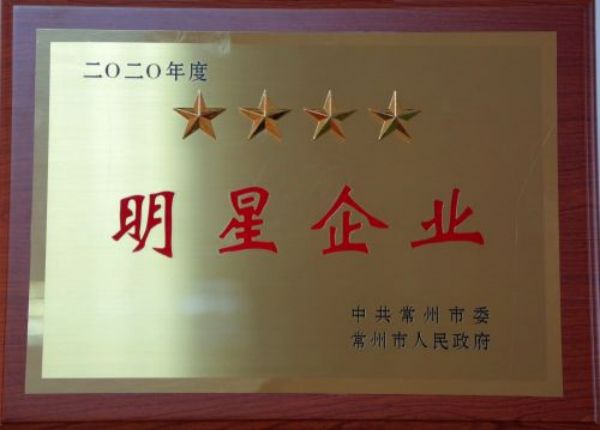 二〇二〇年度
明星企业
中共常州市委
常州市人民政府